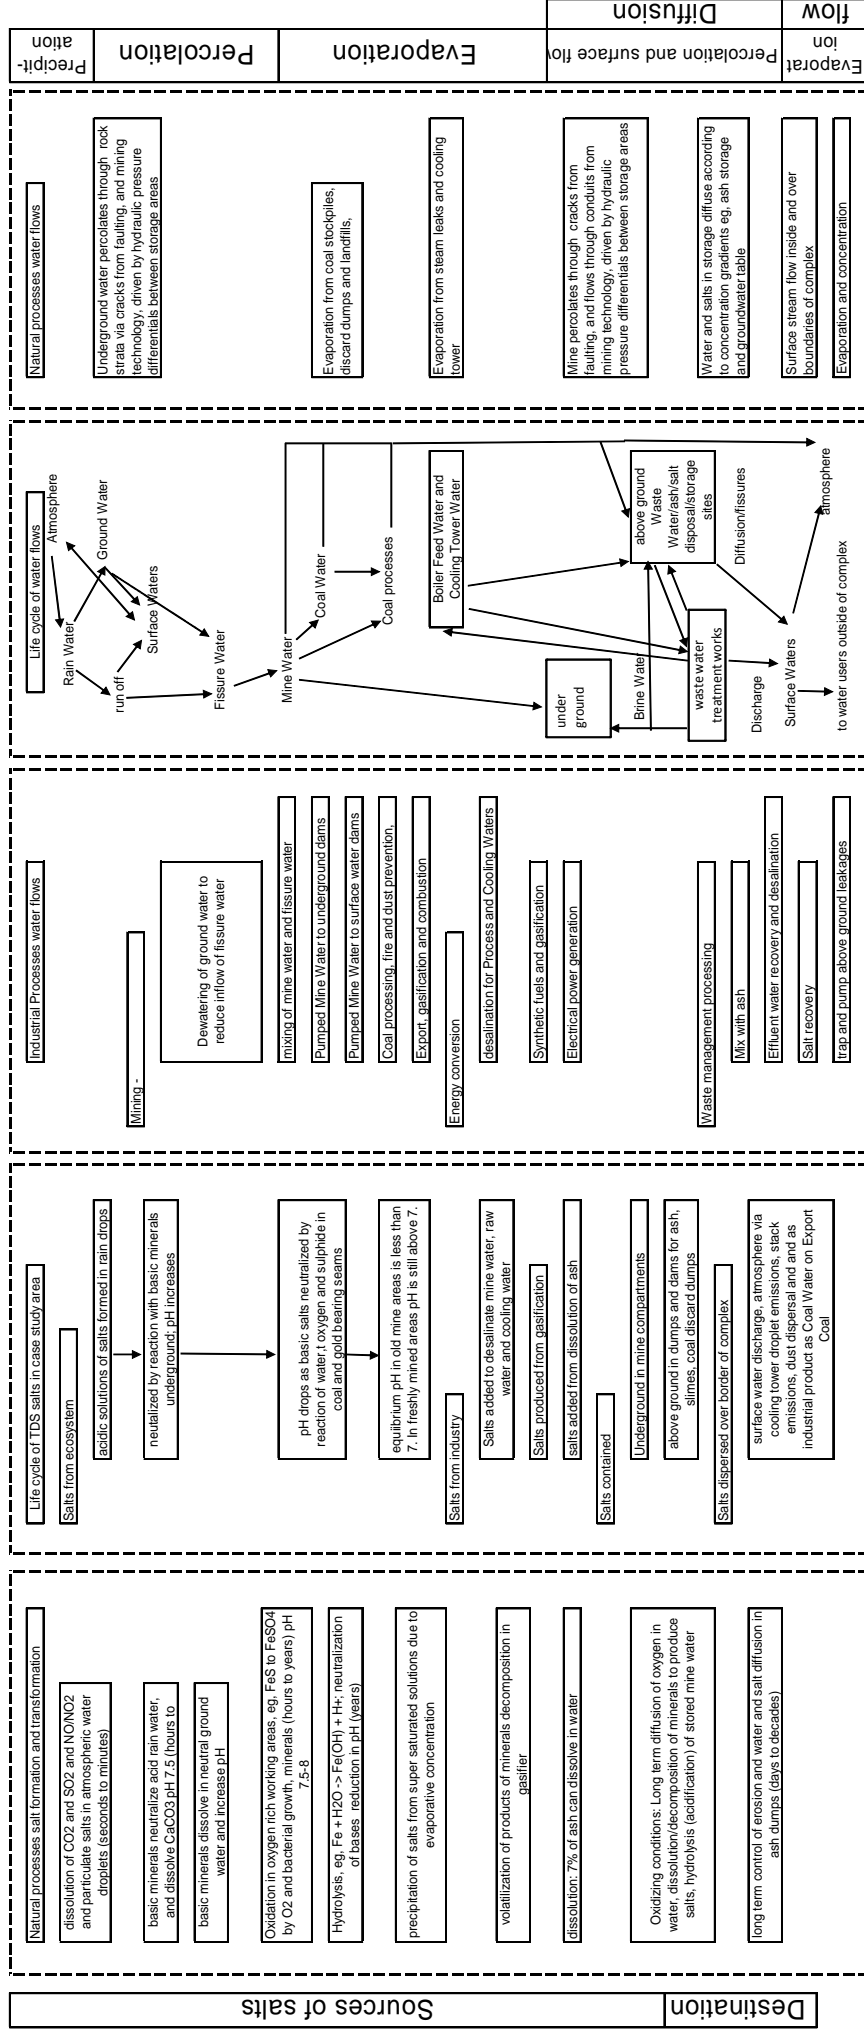 Sources of salts
Destination
Natural processes salt formation and transformation
dissolution of CO2 and SO2 and NO/NO2
and particulate salts in atmospheric water
droplets (seconds to minutes)
basic minerals neutralize acid rain water,
and dissolve CaCO3 pH 7.5 (hours to
basic minerals dissolve in neutral ground
water and increase pH
Oxidation in oxygen rich working areas, eg, FeS to FeSO4
by O2 and bacterial growth, minerals (hours to years) pH
7.5-8
Hydrolysis, eg, Fe + H2O -> Fe(OH) + H+; neutralization
of bases reduction in pH (years)
precipitation of salts from super saturated solutions due to
evaporative concentration
volatilization of products of minerals decomposition in
gasifier
dissolution: 7% of ash can dissolve in water
Oxidizing conditions: Long term diffusion of oxygen in
water, dissolution/decomposition of minerals to produce
salts, hydrolysis (acidification) of stored mine water
long term control of erosion and water and salt diffusion in
ash dumps (days to decades)
Life cycle of TDS salts in case study area
Salts from ecosystem
acidic solutions of salts formed in rain drops
neutalized by reaction with basic minerals
underground; pH increases
pH drops as basic salts neutralized by
reaction of water,t oxygen and sulphide in
coal and gold bearing seams
equilibrium pH in old mine areas is less than
7. In freshly mined areas pH is still above 7.
Salts from industry
Salts added to desalinate mine water, raw
water and cooling water
Salts produced from gasification
salts added from dissolution of ash
Salts contained
Underground in mine compartments
above ground in dumps and dams for ash,
slimes, coal discard dumps
Salts dispersed over border of complex
surface water discharge, atmosphere via
cooling tower droplet emissions, stack
emissions, dust dispersal and and as
industrial product as Coal Water on Export
Coal
Industrial Processes water flows
Mining -
Dewatering of ground water to
reduce inflow of fissure water
mixing of mine water and fissure water
Pumped Mine Water to underground dams
Pumped Mine Water to surface water dams
Coal processing, fire and dust prevention,
Export, gasification and combustion
Energy conversion
desalination for Process and Cooling Waters
Synthetic fuels and gasification
Electrical power generation
Waste management processing
Mix with ash
Effluent water recovery and desalination
Salt recovery
trap and pump above ground leakages
Life cycle of water flows
Atmosphere
Rain Water
Ground Water
run off
Surface Waters
Fissure Water
Mine Water
Coal Water
Coal processes
Boiler Feed Water and
Cooling Tower Water
under
ground
Brine Water
above ground
Waste
Water/ash/salt
disposal/storage
sites
waste water
treatment works
Diffusion/fissures
Discharge
Surface Waters
atmosphere
to water users outside of complex
Natural processes water flows
Underground water percolates through rock
strata via cracks from faulting, and mining
technology, driven by hydraulic pressure
differentials between storage areas
Evaporation from coal stockpiles,
discard dumps and landfills,
Evaporation from steam leaks and cooling
tower
Mine percolates through cracks from
faulting, and flows through conduits from
mining technology, driven by hydraulic
pressure differentials between storage areas
Water and salts in storage diffuse according
to concentration gradients eg, ash storage
and groundwater table
Surface stream flow inside and over
boundaries of complex
Evaporation and concentration
Precipit-
ation
Percolation
Evaporation
Percolation and surface flow
Diffusion
Evaporat
ion
flow